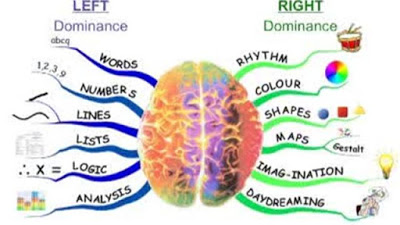 LEFT
Dominance
RIGHT
Dominance
abcq
WORDS
1,2,3,9
NUMBERS
LINES
LISTS
∴ x =
LOGIC
ANALYSIS
RHYTHM
COLOUR
SHAPES
MAPS
Gestalt
IMAG-INATION
DAYDREAMING